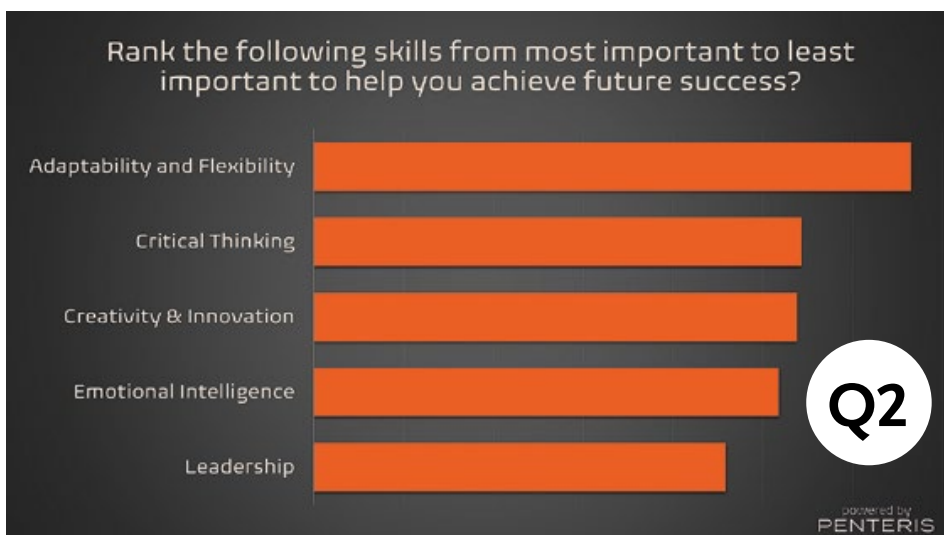 Rank the following skills from most important to least
important to help you achieve future success?
Adaptability and Flexibility
Critical Thinking
Creativity & Innovation
Emotional Intelligence
Leadership
Q2
powered by
PENTERIS